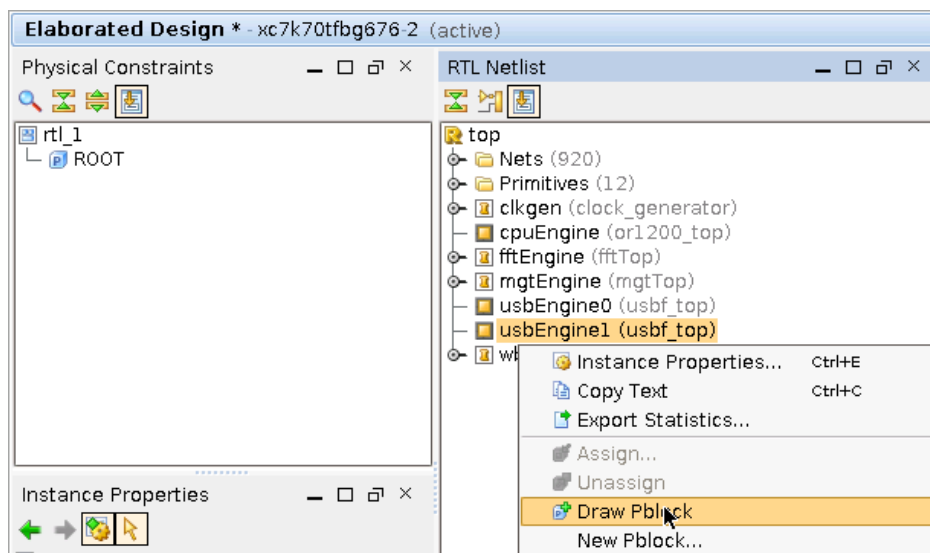 Elaborated Design * - xc7k70tfbg676-2 (active)
Physical Constraints
rtl_1
ROOT
Instance Properties
RTL Netlist
top
Nets (920)
Primitives (12)
clkgen (clock_generator)
cpuEngine (or1200_top)
fftEngine (fftTop)
mgtEngine (mgtTop)
usbEngine0 (usbf_top)
usbEngine1 (usbf_top)
Instance Properties... Ctrl+E
Copy Text Ctrl+C
Export Statistics...
Assign...
Unassign
Draw Pblock
New Pblock...